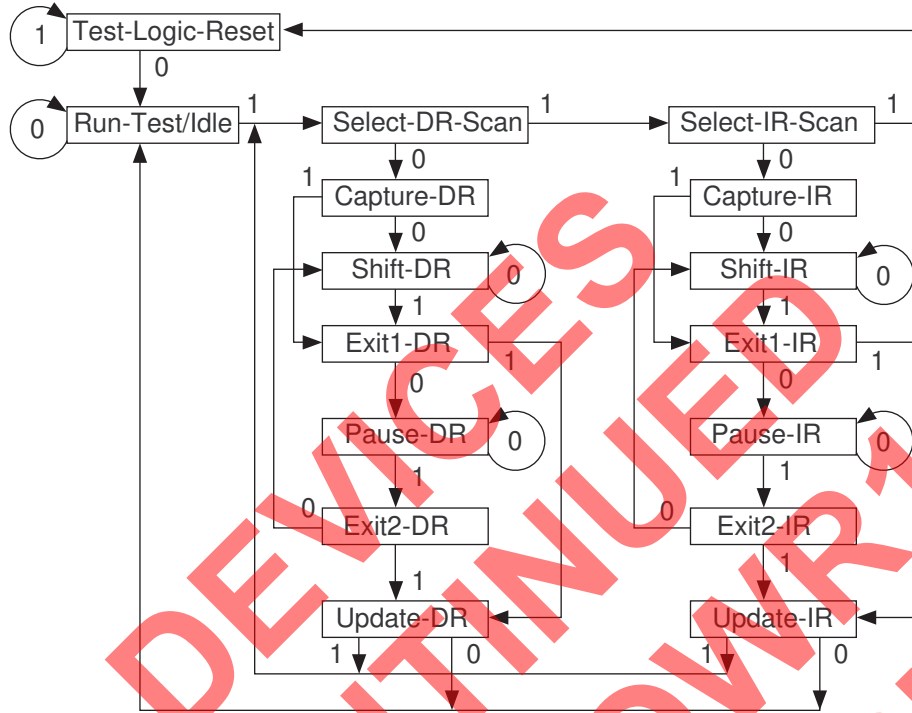 1 Test-Logic-Reset
0
0 Run-Test/Idle 1 Select-DR-Scan 1 Select-IR-Scan 1
0 0
1 Capture-DR 1 Capture-IR
0 0
Shift-DR 0 Shift-IR 0
1 1
Exit1-DR 1 Exit1-IR 1
0 0
Pause-DR 0 Pause-IR 0
1 1
0 Exit2-DR 0 Exit2-IR
1 1
Update-DR Update-IR
1 0 1 0
DEVICES